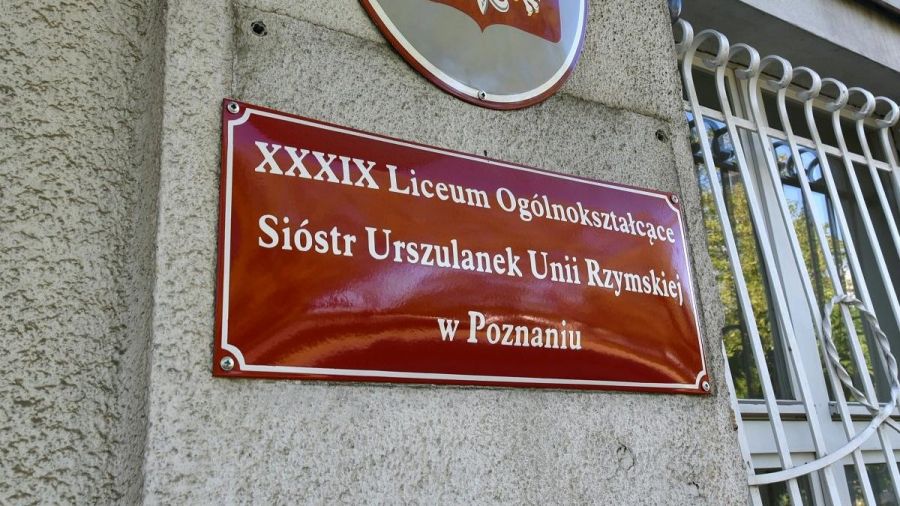 XXXIX Liceum Ogólnokształcące
Sióstr Urszulanek Unii Rzymskiej
w Poznaniu